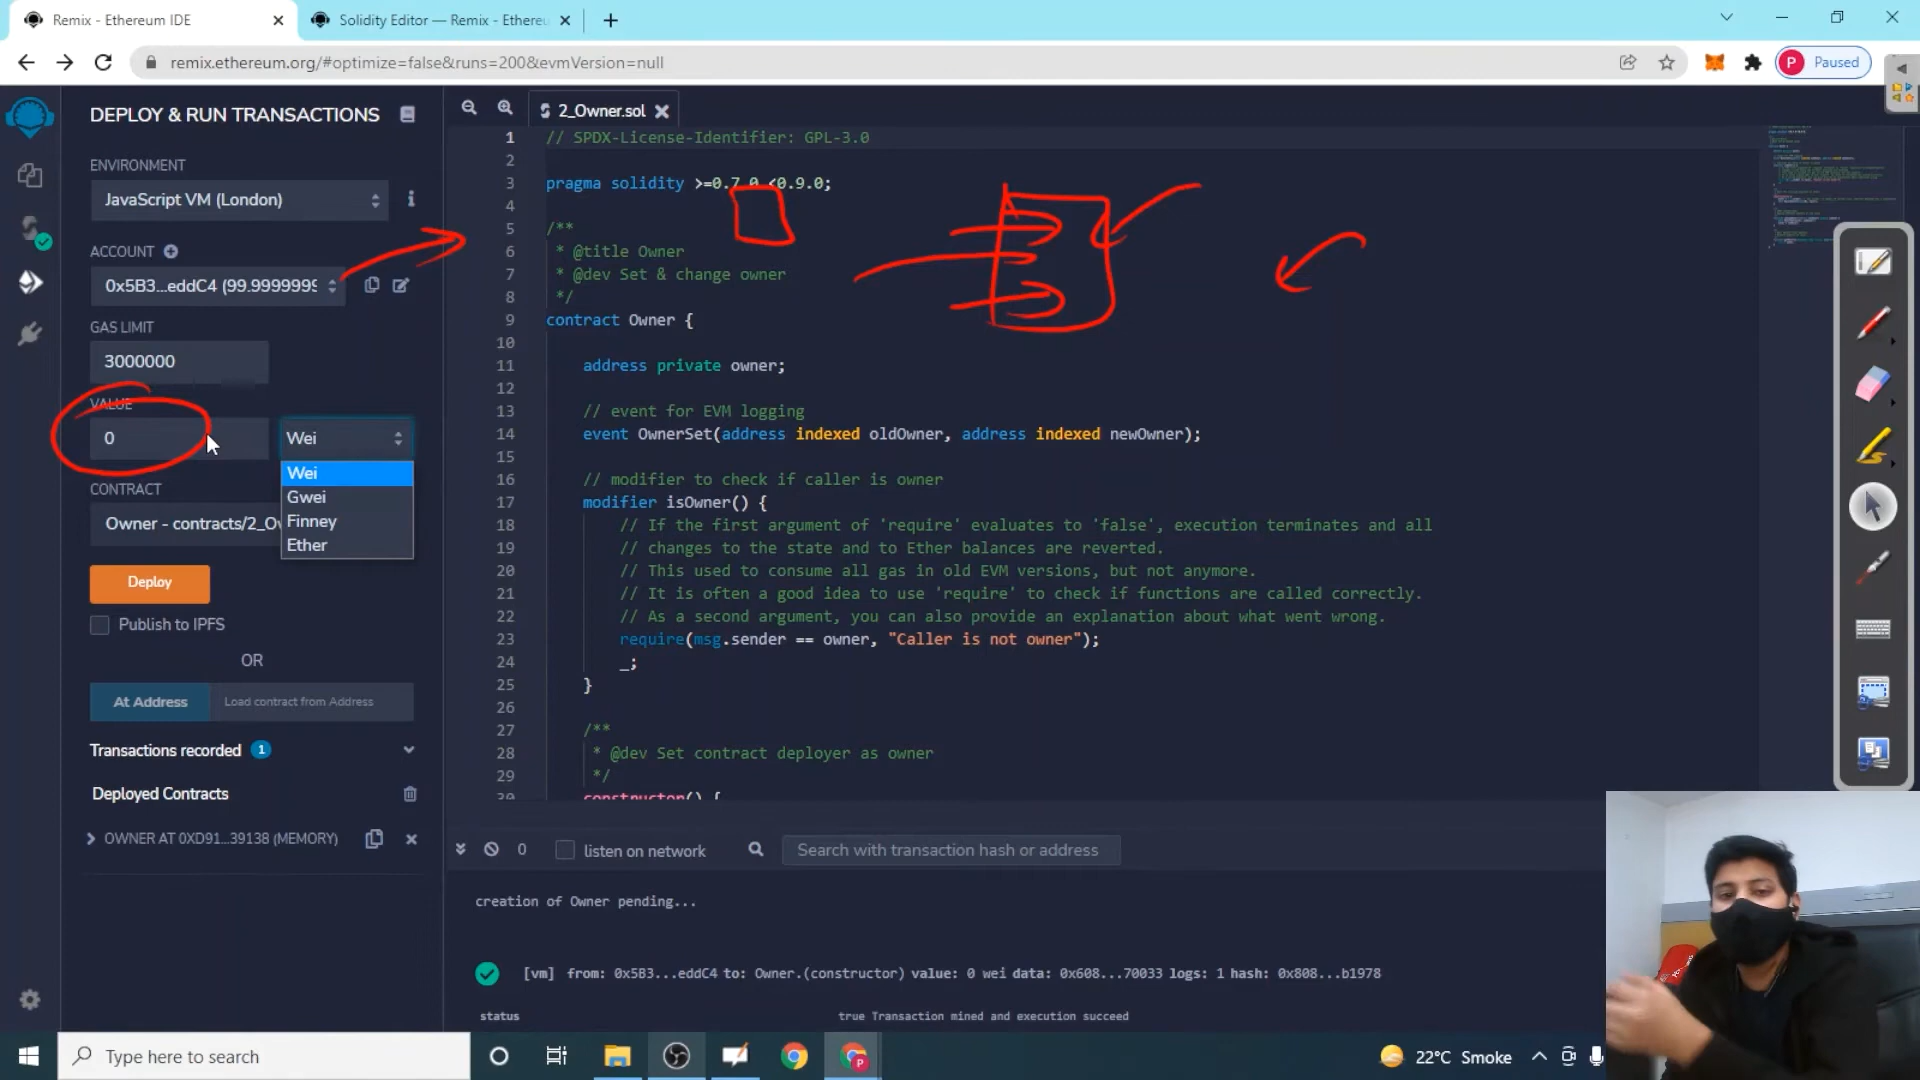 Remix - Ethereum IDE
Solidity Editor — Remix - Ethereu
remix.ethereum.org/#optimize=false&runs=200&evmVersion=null
P Paused
DEPLOY & RUN TRANSACTIONS
ENVIRONMENT
JavaScript VM (London)
i
ACCOUNT
0x5B3...eddC4 (99.9999999
GAS LIMIT
3000000
VALUE
0
Wei
Wei
Gwei
Finney
Ether
CONTRACT
Owner - contracts/2_Ow
Deploy
Publish to IPFS
OR
At Address
Load contract from Address
Transactions recorded 1
Deployed Contracts
OWNER AT 0XD91...39138 (MEMORY)
2_Owner.sol
1 // SPDX-License-Identifier: GPL-3.0
2
3 pragma solidity >=0.7.0 <0.9.0;
4
5 /**
6 * @title Owner
7 * @dev Set & change owner
8 */
9 contract Owner {
10
11 address private owner;
12
13 // event for EVM logging
14 event OwnerSet(address indexed oldOwner, address indexed newOwner);
15
16 // modifier to check if caller is owner
17 modifier isOwner() {
18 // If the first argument of 'require' evaluates to 'false', execution terminates and all
19 // changes to the state and to Ether balances are reverted.
20 // This used to consume all gas in old EVM versions, but not anymore.
21 // It is often a good idea to use 'require' to check if functions are called correctly.
22 // As a second argument, you can also provide an explanation about what went wrong.
23 require(msg.sender == owner, "Caller is not owner");
24 _;
25 }
26
27 /**
28 * @dev Set contract deployer as owner
29 */
30 constructor() {
0
listen on network
Search with transaction hash or address
creation of Owner pending...
[vm] from: 0x5B3...eddC4 to: Owner.(constructor) value: 0 wei data: 0x608...70033 logs: 1 hash: 0x808...b1978
status
true Transaction mined and execution succeed
Type here to search
22°C Smoke